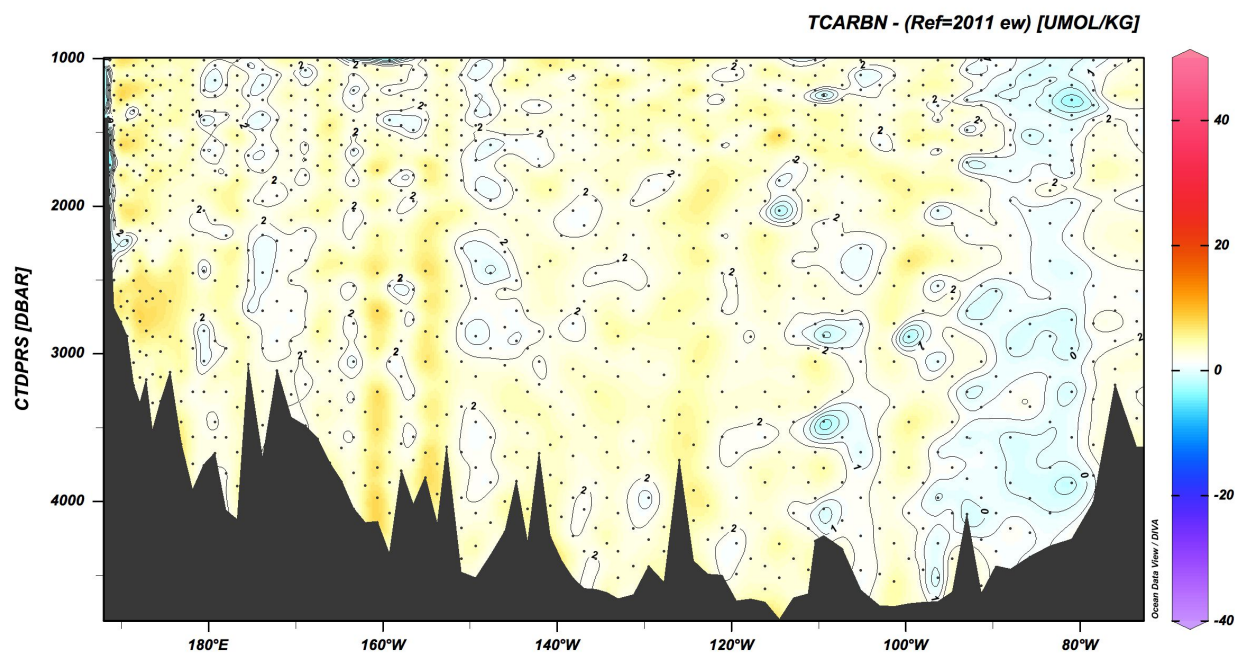 TCARBN - (Ref=2011 ew) [UMOL/KG]
1000
2000
3000
4000
CTDPRS [DBAR]
180°E
160°W
140°W
120°W
100°W
80°W
40
20
0
-20
-40
Ocean Data View / DIVA